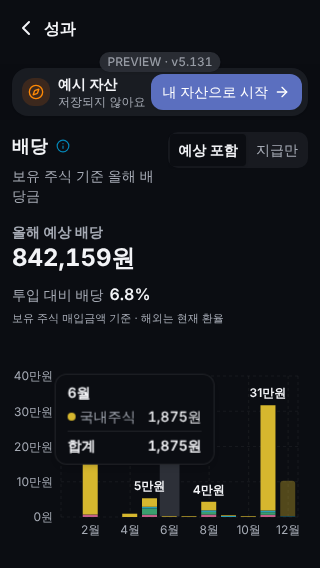 성과
PREVIEW · v5.131
예시 자산
저장되지 않아요
내 자산으로 시작
배당
예상 포함
지급만
보유 주식 기준 올해 배
당금
올해 예상 배당
842,159원
투입 대비 배당 6.8%
보유 주식 매입금액 기준 · 해외는 현재 환율
40만원
30만원
20만원
10만원
0원
6월
국내주식 1,875원
합계 1,875원
31만원
5만원
4만원
2월 4월 6월 8월 10월 12월